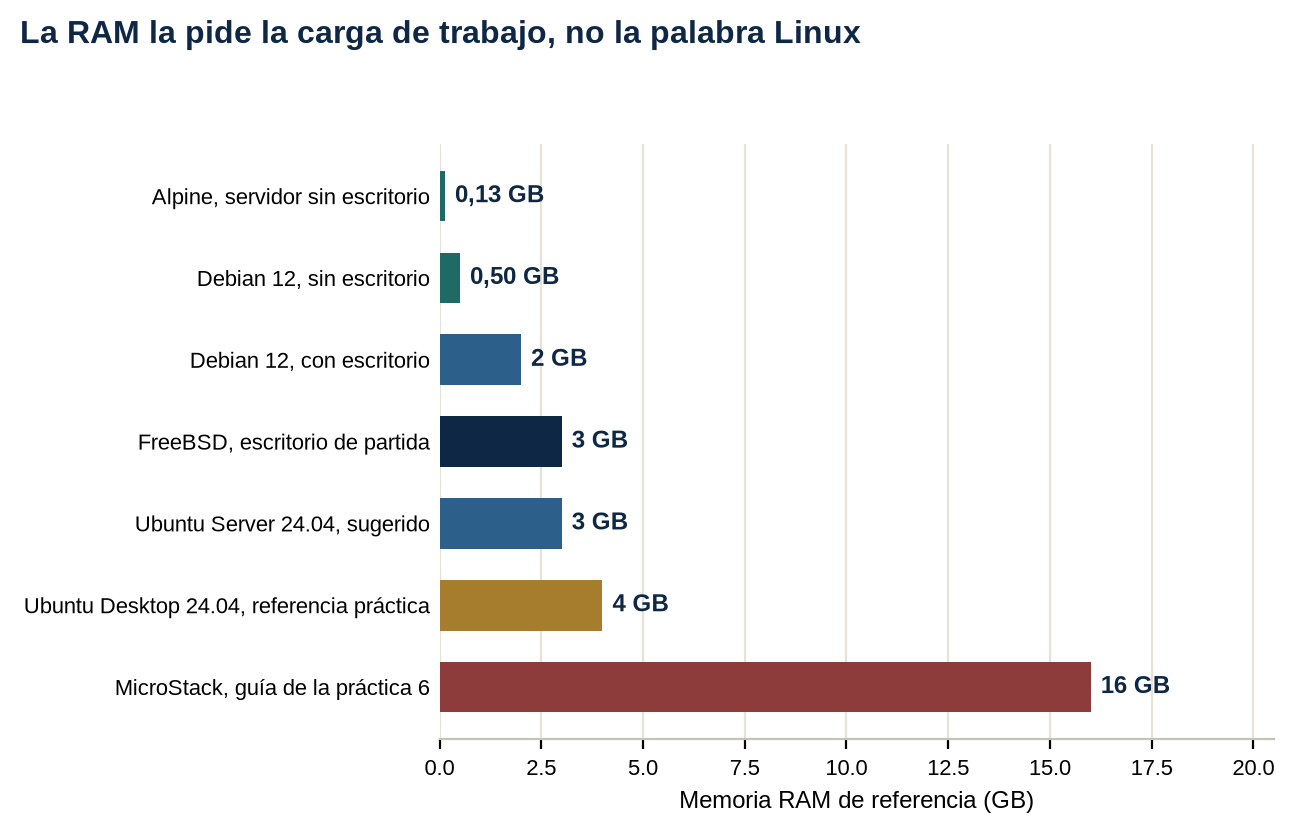 La RAM la pide la carga de trabajo, no la palabra Linux
Alpine, servidor sin escritorio 0,13 GB
Debian 12, sin escritorio 0,50 GB
Debian 12, con escritorio 2 GB
FreeBSD, escritorio de partida 3 GB
Ubuntu Server 24.04, sugerido 3 GB
Ubuntu Desktop 24.04, referencia práctica 4 GB
MicroStack, guía de la práctica 6 16 GB
0.0 2.5 5.0 7.5 10.0 12.5 15.0 17.5 20.0
Memoria RAM de referencia (GB)